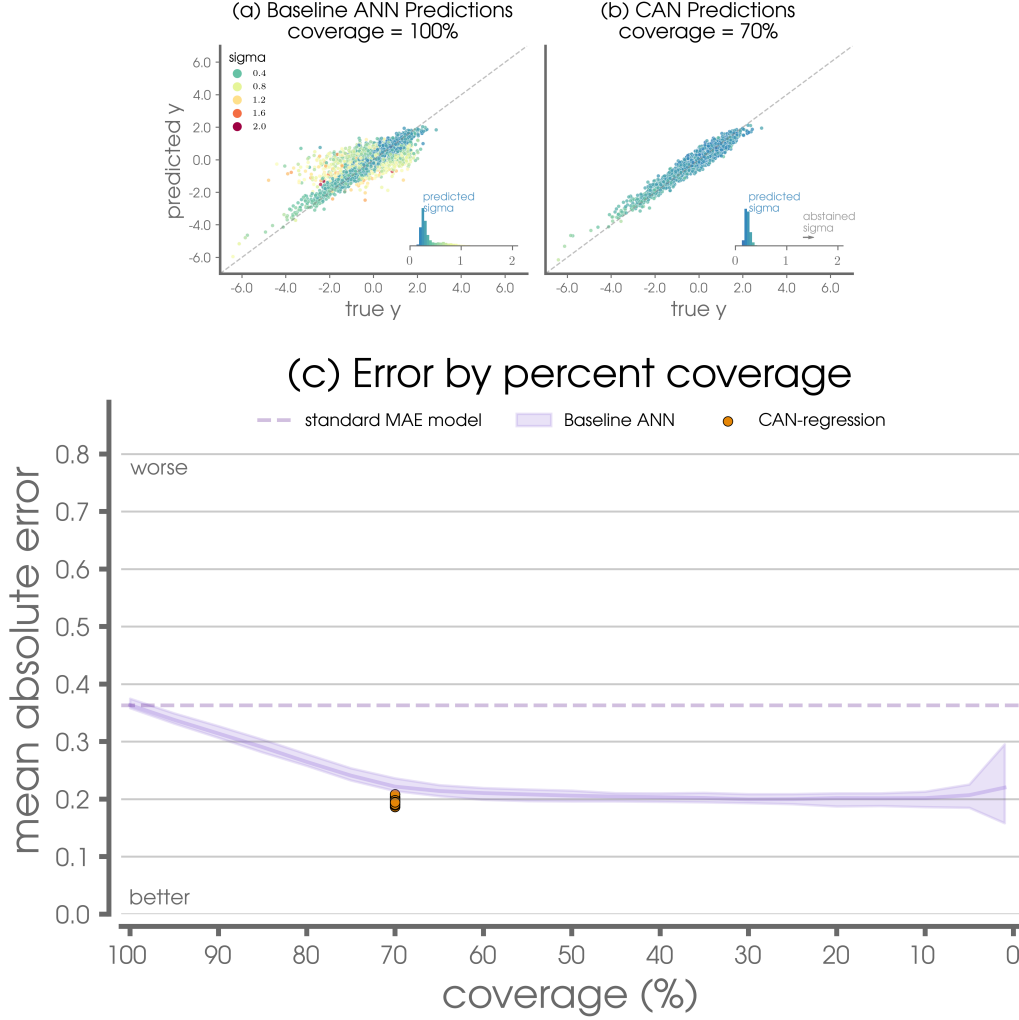 (a) Baseline ANN Predictions
coverage = 100%
(b) CAN Predictions
coverage = 70%
sigma
0.4
0.8
1.2
1.6
2.0
6.0
4.0
2.0
0.0
-2.0
-4.0
-6.0
predicted y
predicted
sigma
0 1 2
-6.0 -4.0 -2.0 0.0 2.0 4.0 6.0
true y
predicted
sigma
abstained
sigma
0 1 2
-6.0 -4.0 -2.0 0.0 2.0 4.0 6.0
true y
(c) Error by percent coverage
standard MAE model Baseline ANN CAN-regression
mean absolute error
0.8
0.7
0.6
0.5
0.4
0.3
0.2
0.1
0.0
worse
better
100 90 80 70 60 50 40 30 20 10 0
coverage (%)